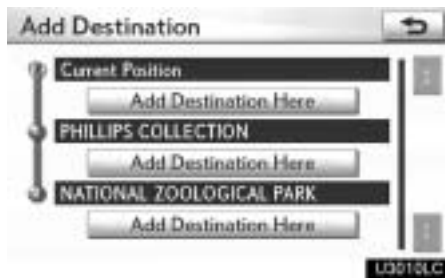 Add Destination
Current Position
Add Destination Here
PHILLIPS COLLECTION
Add Destination Here
NATIONAL ZOOLOGICAL PARK
Add Destination Here
U3010LC